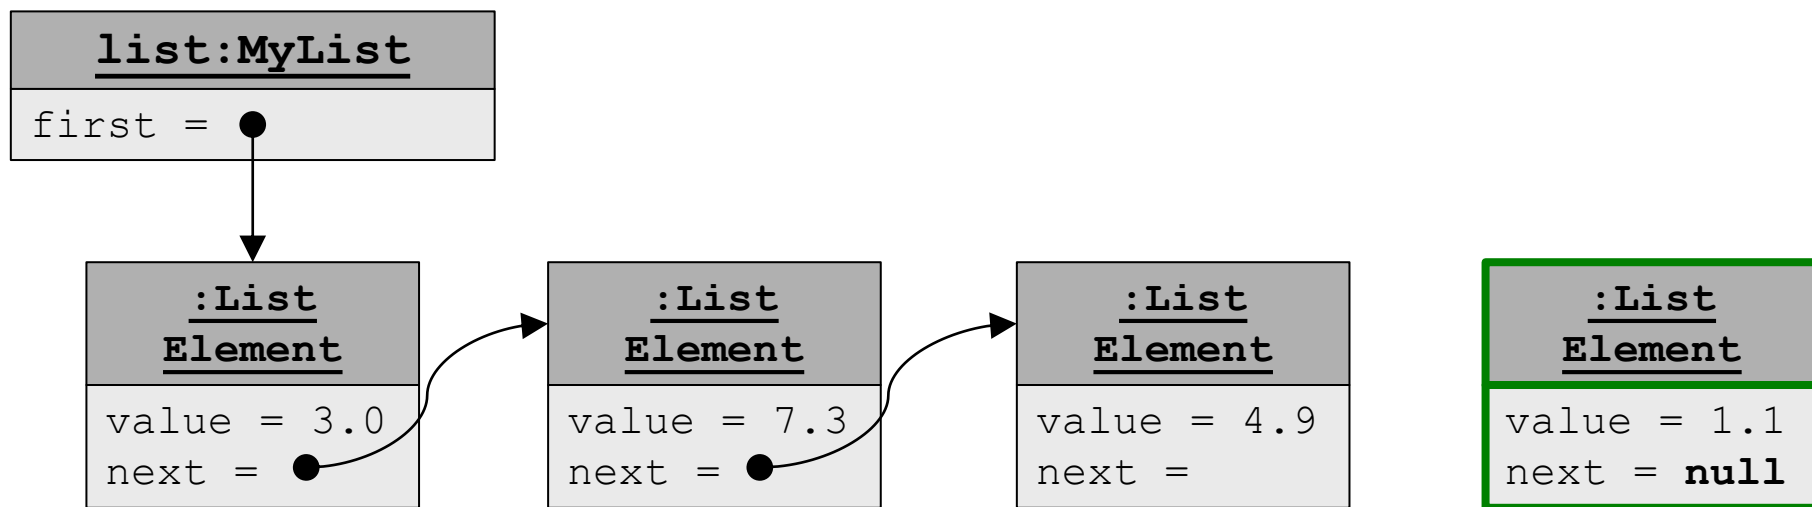 list:MyList
first =
:List
Element
value = 3.0
next =
:List
Element
value = 7.3
next =
:List
Element
value = 4.9
next =
:List
Element
value = 1.1
next = null